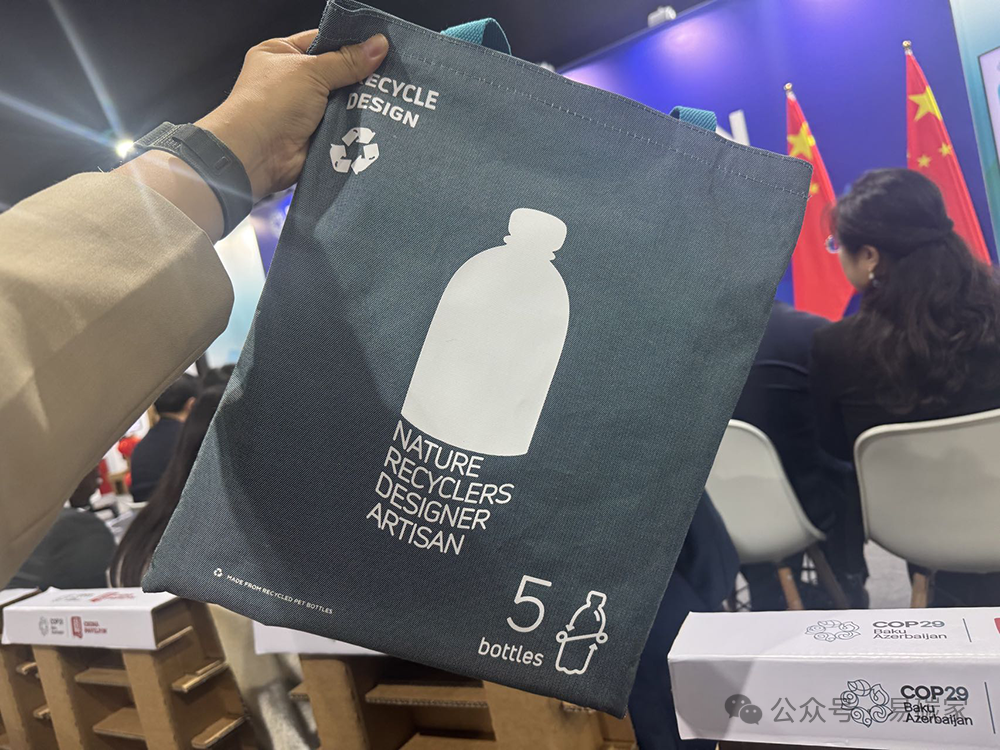 RECYCLE
DESIGN
NATURE
RECYCLERS
DESIGNER
ARTISAN
MADE FROM RECYCLED PET BOTTLES
5
bottles
COP29
Baku
Azerbaijan
COP29
Baku
Azerbaijan
公众号